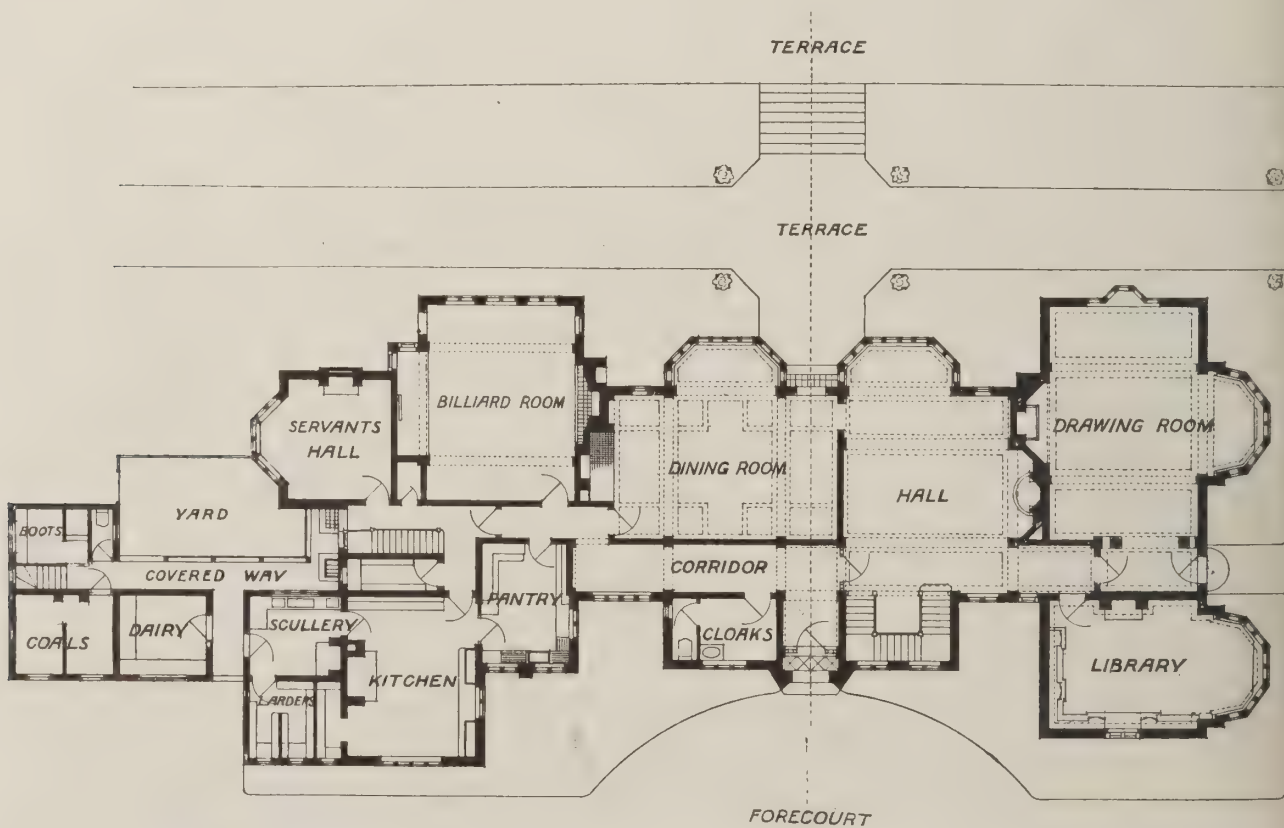 TERRACE
TERRACE
BILLIARD ROOM
SERVANTS
HALL
DRAWING ROOM
DINING ROOM
HALL
YARD
BOOTS
CORRIDOR
COVERED WAY
PANTRY
SCULLERY
DAIRY
COALS
CLOAKS
LIBRARY
KITCHEN
LARDERS
FORECOURT